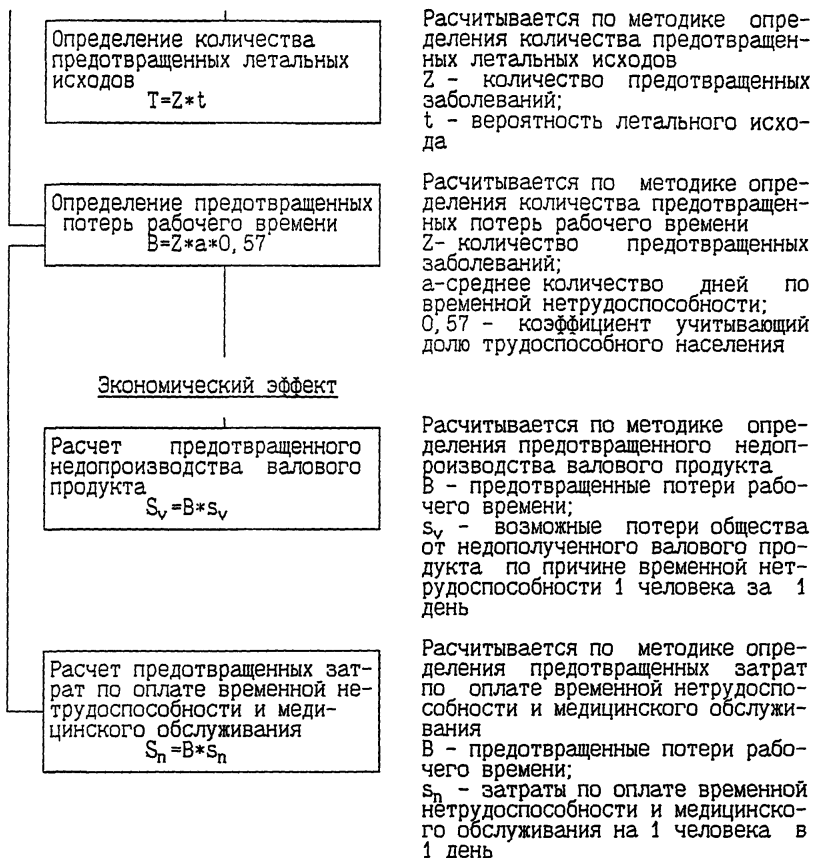 Определение количества
предотвращенных летальных
исходов
T=Z*t
Расчитывается по методике опре-
деления количества предотвращен-
ных летальных исходов
Z - количество предотвращенных
заболеваний;
t - вероятность летального исхо-
да
Определение предотвращенных
потерь рабочего времени
B=Z*a*0,57
Расчитывается по методике опре-
деления количества предотвращен-
ных потерь рабочего времени
Z- количество предотвращенных
заболеваний;
а-среднее количество дней по
временной нетрудоспособности;
0,57 - коэффициент учитывающий
долю трудоспособного населения
Экономический эффект
Расчет предотвращенного
недопроизводства валового
продукта
Sv=B*sv
Расчитывается по методике опре-
деления предотвращенного недоп-
роизводства валового продукта
В - предотвращенные потери рабо-
чего времени;
sv - возможные потери общества
от недополученного валового про-
дукта по причине временной нет-
рудоспособности 1 человека за 1
день
Расчет предотвращенных зат-
рат по оплате временной не-
трудоспособности и меди-
цинского обслуживания
Sn=B*sn
Расчитывается по методике опре-
деления предотвращенных затрат
по оплате временной нетрудоспо-
собности и медицинского обслужи-
вания
В - предотвращенные потери рабо-
чего времени;
sn - затраты по оплате временной
нетрудоспособности и медицинско-
го обслуживания на 1 человека в
1 день